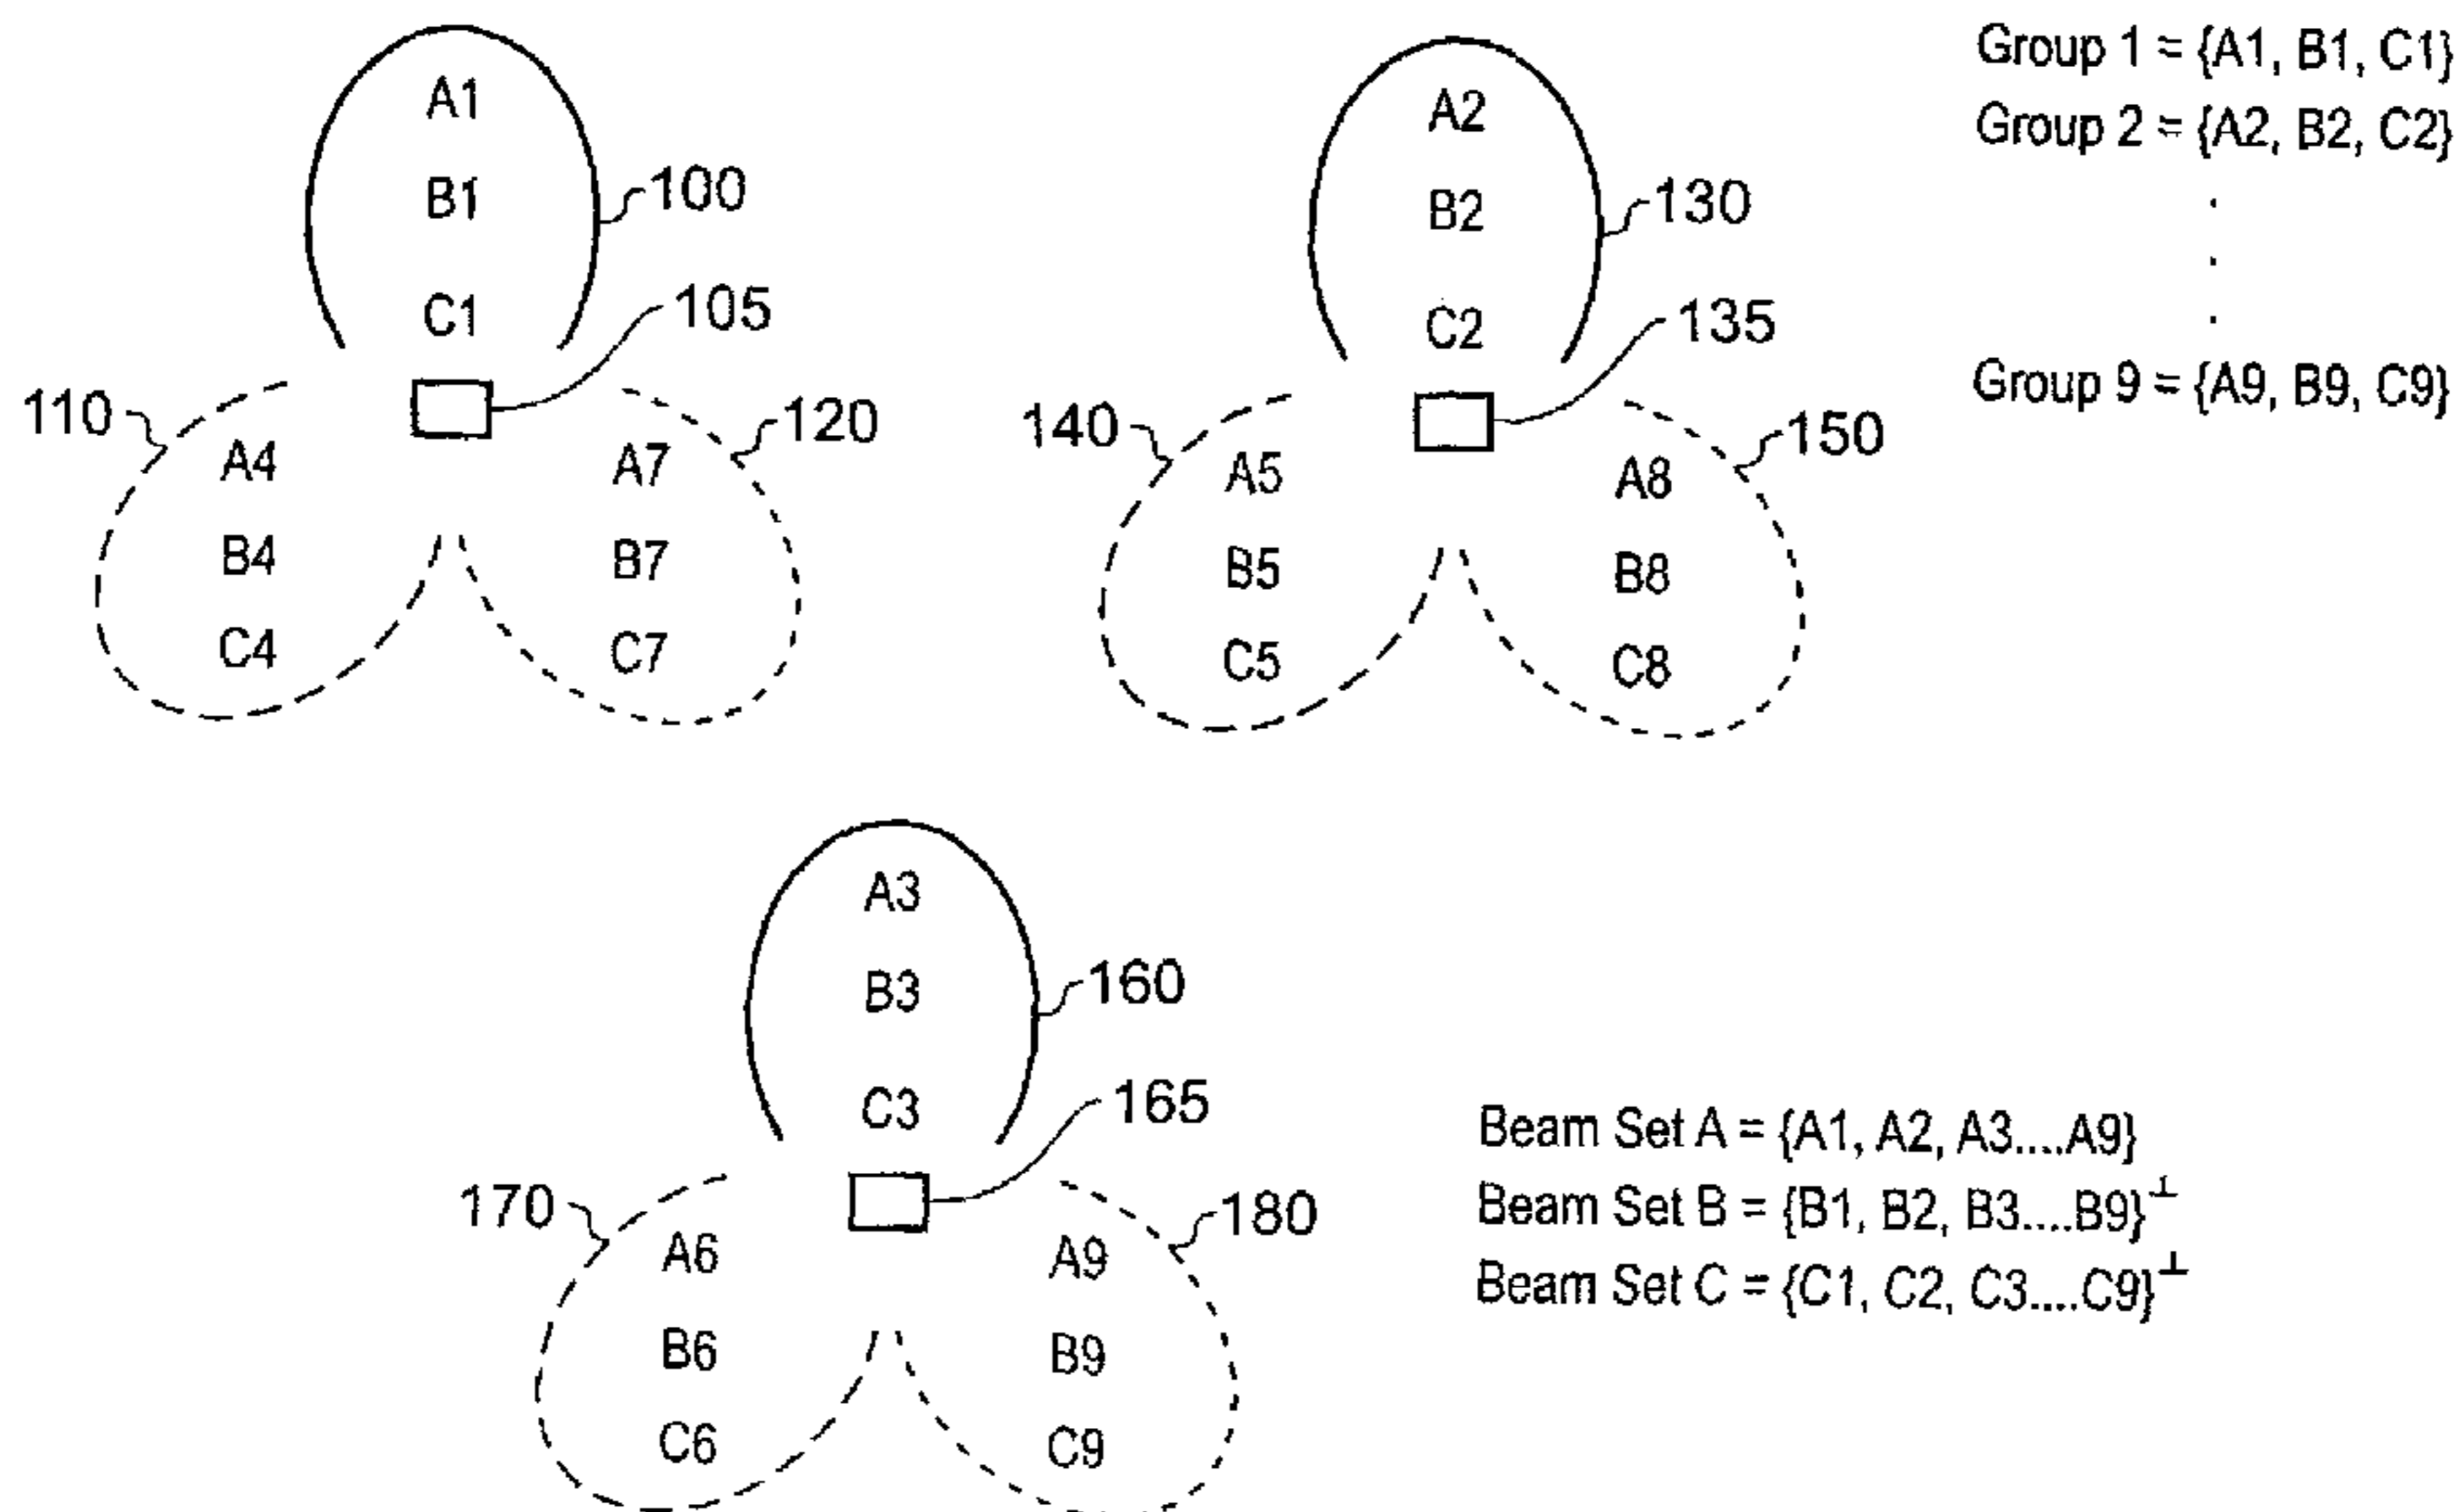 A1
B1
C1
100
105
110
A4
B4
C4
120
A7
B7
C7
A2
B2
C2
130
135
140
A5
B5
C5
150
A8
B8
C8
Group 1 = {A1, B1, C1}
Group 2 = {A2, B2, C2}
.
.
.
Group 9 = {A9, B9, C9}
A3
B3
C3
160
165
170
A6
B6
C6
180
A9
B9
C9
Beam Set A = {A1, A2, A3....A9}
Beam Set B = {B1, B2, B3....B9}⊥
Beam Set C = {C1, C2, C3....C9}⊥